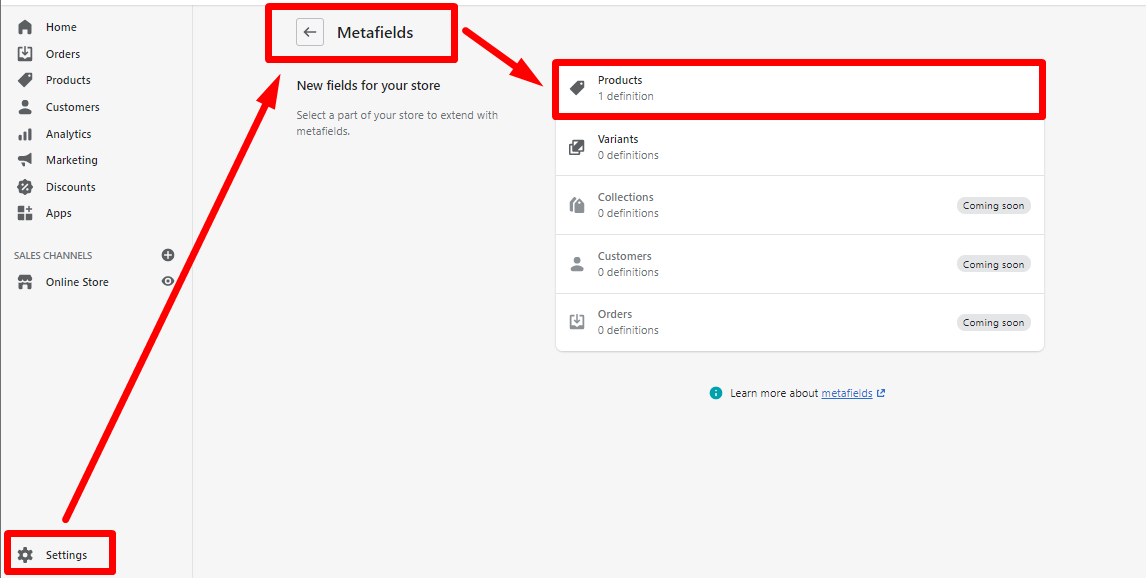 Home
Orders
Products
Customers
Analytics
Marketing
Discounts
Apps
SALES CHANNELS
Online Store
Settings
Metafields
New fields for your store
Select a part of your store to extend with
metafields.
Products
1 definition
Variants
0 definitions
Collections
0 definitions
Coming soon
Customers
0 definitions
Coming soon
Orders
0 definitions
Coming soon
Learn more about metafields